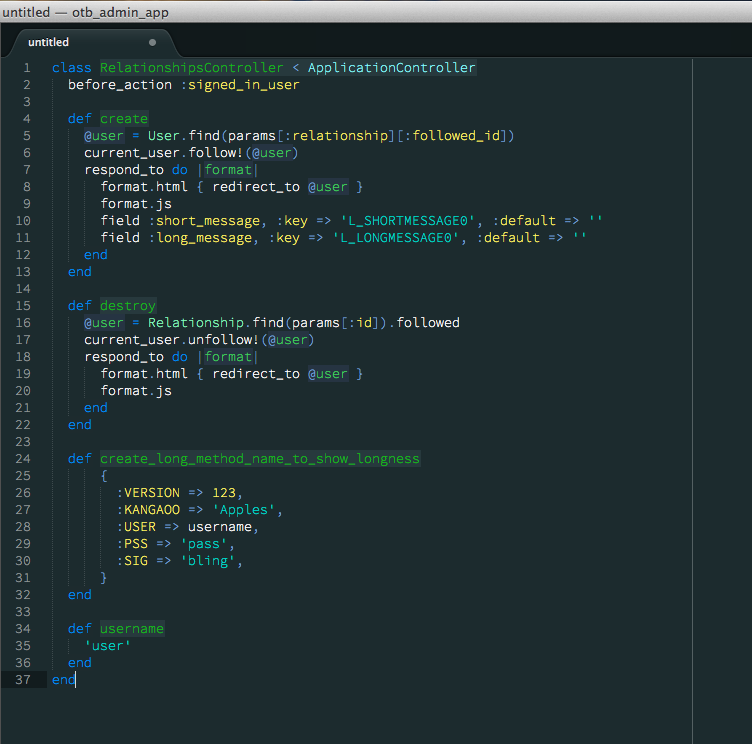 untitled — otb_admin_app
untitled
1 class RelationshipsController < ApplicationController
2   before_action :signed_in_user
3
4   def create
5     @user = User.find(params[:relationship][:followed_id])
6     current_user.follow!(@user)
7     respond_to do |format|
8       format.html { redirect_to @user }
9       format.js
10       field :short_message, :key => 'L_SHORTMESSAGE0', :default => ''
11       field :long_message, :key => 'L_LONGMESSAGE0', :default => ''
12     end
13   end
14
15   def destroy
16     @user = Relationship.find(params[:id]).followed
17     current_user.unfollow!(@user)
18     respond_to do |format|
19       format.html { redirect_to @user }
20       format.js
21     end
22   end
23
24   def create_long_method_name_to_show_longness
25       {
26         :VERSION => 123,
27         :KANGAOO => 'Apples',
28         :USER => username,
29         :PSS => 'pass',
30         :SIG => 'bling',
31       }
32   end
33
34   def username
35     'user'
36   end
37 end